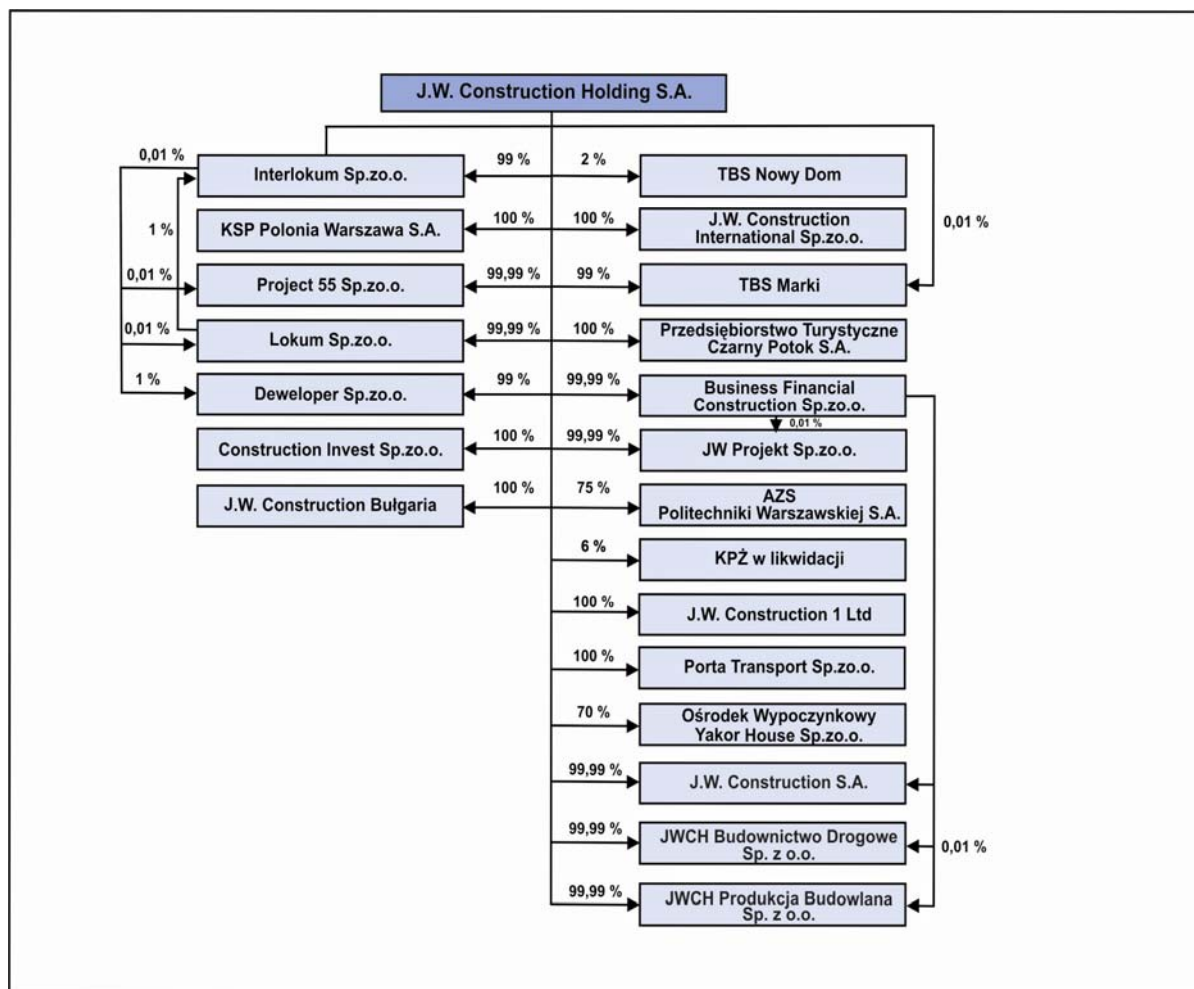 J.W. Construction Holding S.A.
0,01 %
Interlokum Sp.zo.o.
99 %
2 %
TBS Nowy Dom
1 %
KSP Polonia Warszawa S.A.
100 %
100 %
J.W. Construction
International Sp.zo.o.
0,01 %
0,01 %
Project 55 Sp.zo.o.
99,99 %
99 %
TBS Marki
0,01 %
Lokum Sp.zo.o.
99,99 %
100 %
Przedsiębiorstwo Turystyczne
Czarny Potok S.A.
1 %
Deweloper Sp.zo.o.
99 %
99,99 %
Business Financial
Construction Sp.zo.o.
0,01 %
Construction Invest Sp.zo.o.
100 %
99,99 %
JW Projekt Sp.zo.o.
J.W. Construction Bułgaria
100 %
75 %
AZS
Politechniki Warszawskiej S.A.
6 %
KPŻ w likwidacji
100 %
J.W. Construction 1 Ltd
100 %
Porta Transport Sp.zo.o.
70 %
Ośrodek Wypoczynkowy
Yakor House Sp.zo.o.
99,99 %
J.W. Construction S.A.
99,99 %
JWCH Budownictwo Drogowe
Sp. z o.o.
0,01 %
99,99 %
JWCH Produkcja Budowlana
Sp. z o.o.